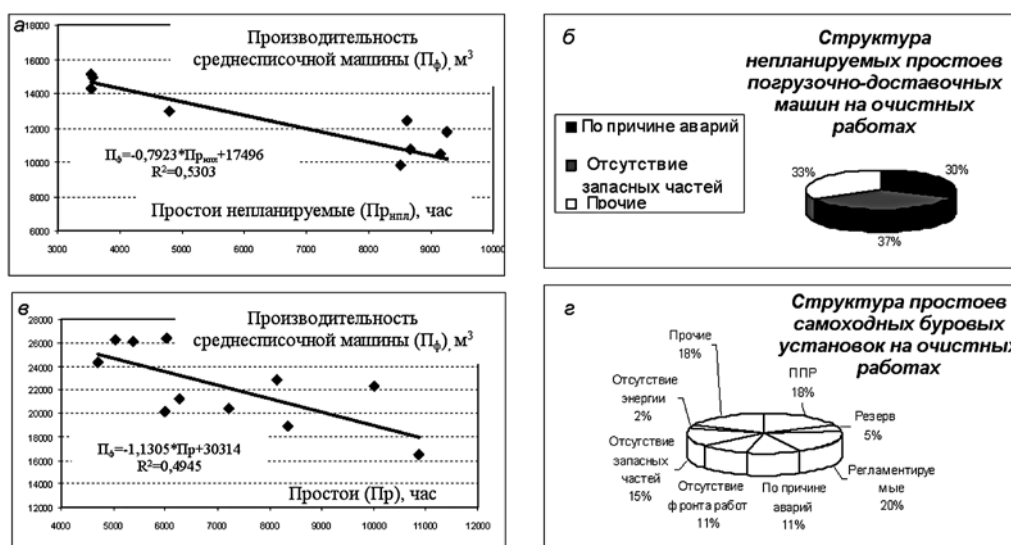 а
18000
16000
14000
12000
10000
8000
6000
3000 4000 5000 6000 7000 8000 9000 10000
Производительность
среднесписочной машины (Пф), м³
Пф=-0,7923*Прнпл+17496
R²=0,5303
Простои непланируемые (Прнпл), час
б
Структура
непланируемых простоев
погрузочно-доставочных
машин на очистных
работах
По причине аварий
Отсутствие
запасных частей
Прочие
33%
30%
37%
в
28000
26000
24000
22000
20000
18000
16000
14000
12000
4000 5000 6000 7000 8000 9000 10000 11000 12000
Производительность
среднесписочной машины (Пф), м³
Пф=-1,1305*Пр+30314
R²=0,4945
Простои (Пр), час
г
Структура простоев
самоходных буровых
установок на очистных
работах
Прочие
18%
ППР
18%
Отсутствие
энергии
2%
Резерв
5%
Отсутствие
запасных
частей
15%
Отсутствие
фронта работ
11%
По причине
аварий
11%
Регламентируе
мые
20%